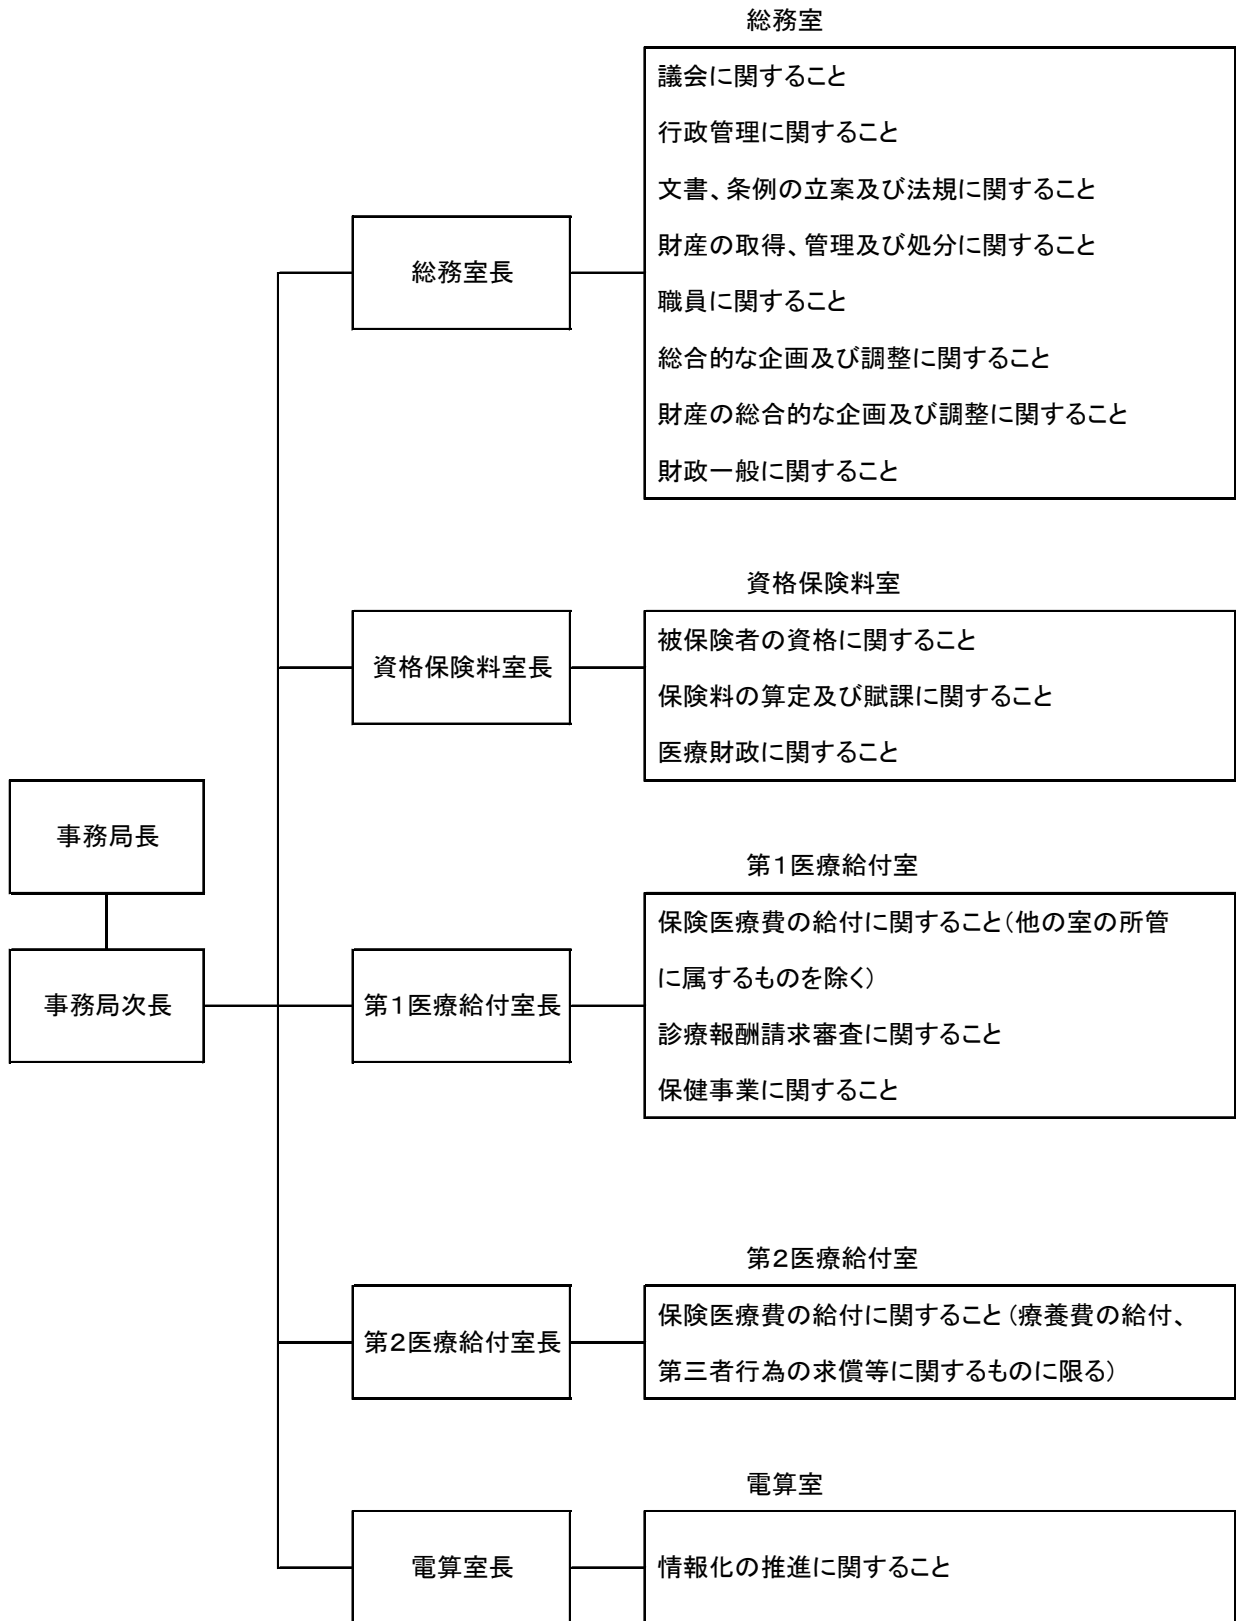 総務室
議会に関すること
行政管理に関すること
文書、条例の立案及び法規に関すること
財産の取得、管理及び処分に関すること
総務室長
職員に関すること
総合的な企画及び調整に関すること
財産の総合的な企画及び調整に関すること
財政一般に関すること
資格保険料室
被保険者の資格に関すること
資格保険料室長
保険料の算定及び賦課に関すること
医療財政に関すること
事務局長
第1医療給付室
保険医療費の給付に関すること(他の室の所管
に属するものを除く)
事務局次長
第1医療給付室長
診療報酬請求審査に関すること
保健事業に関すること
第2医療給付室
保険医療費の給付に関すること(療養費の給付、
第2医療給付室長
第三者行為の求償等に関するものに限る)
電算室
電算室長
情報化の推進に関すること